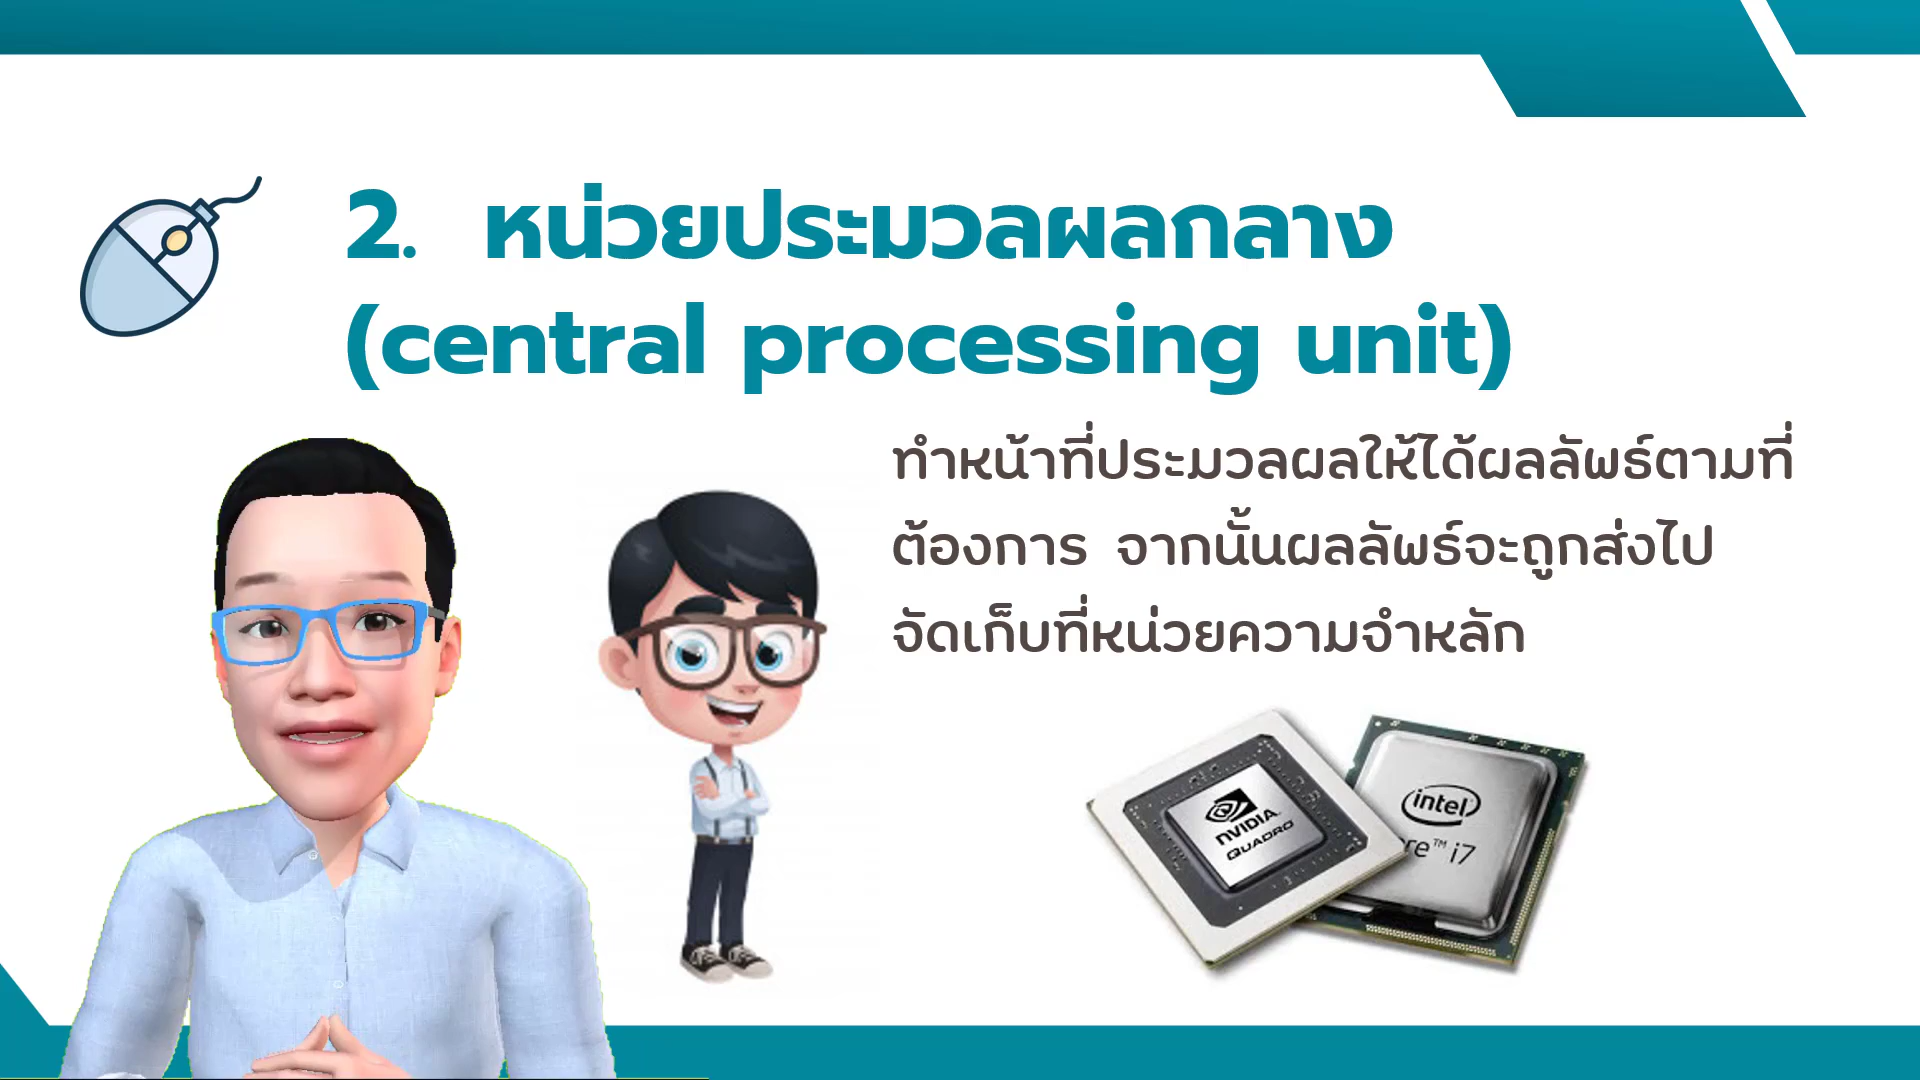 2. หน่วยประมวลผลกลาง
(central processing unit)
ทำหน้าที่ประมวลผลให้ได้ผลลัพธ์ตามที่
ต้องการ จากนั้นผลลัพธ์จะถูกส่งไป
จัดเก็บที่หน่วยความจำหลัก
NVIDIA.
QUADRO
intel
re™ i7